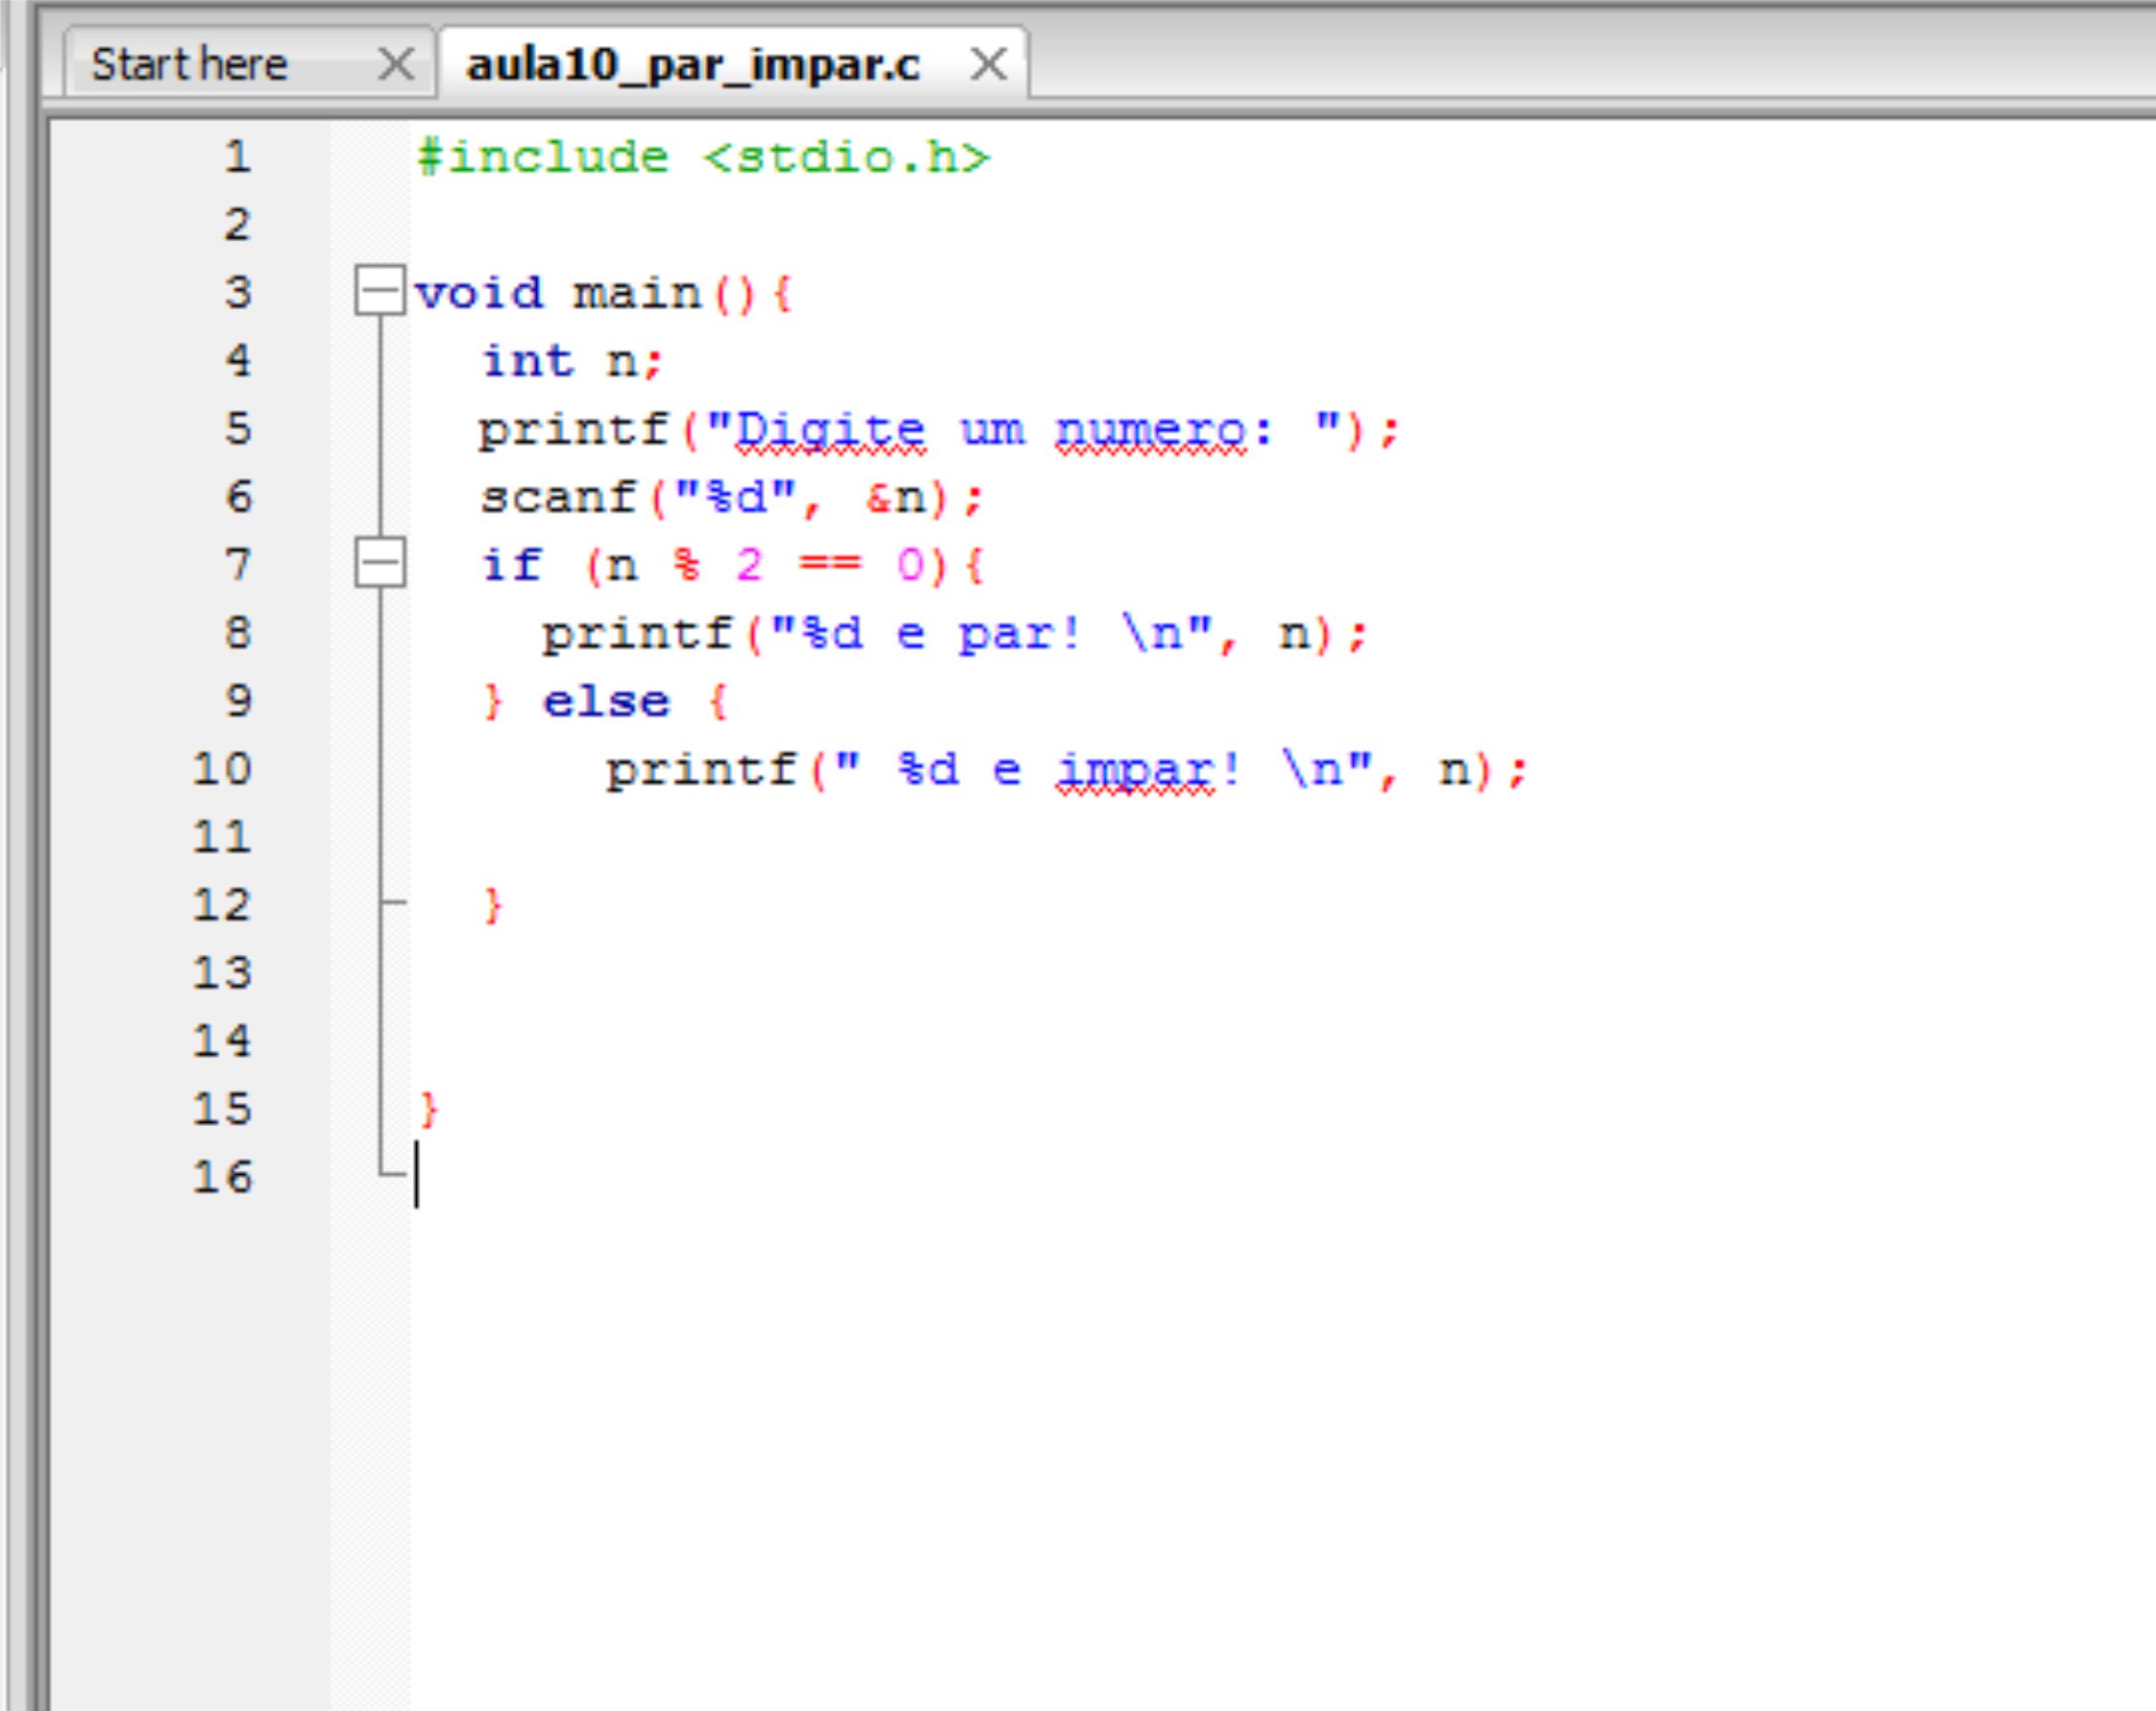 Start here
aula10_par_impar.c
1 #include <stdio.h>
2
3 void main(){
4 int n;
5 printf("Digite um numero: ");
6 scanf("%d", &n);
7 if (n % 2 == 0){
8 printf("%d e par! \n", n);
9 } else {
10 printf(" %d e impar! \n", n);
11
12 }
13
14
15 }
16